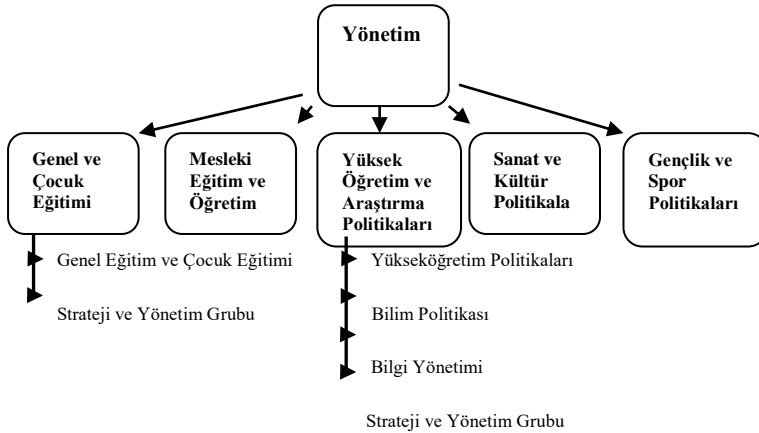 Yönetim
Genel ve
Çocuk
Eğitimi
Mesleki
Eğitim ve
Öğretim
Yüksek
Öğretim ve
Araştırma
Politikaları
Sanat ve
Kültür
Politikala
Gençlik ve
Spor
Politikaları
Genel Eğitim ve Çocuk Eğitimi
Strateji ve Yönetim Grubu
Yükseköğretim Politikaları
Bilim Politikası
Bilgi Yönetimi
Strateji ve Yönetim Grubu